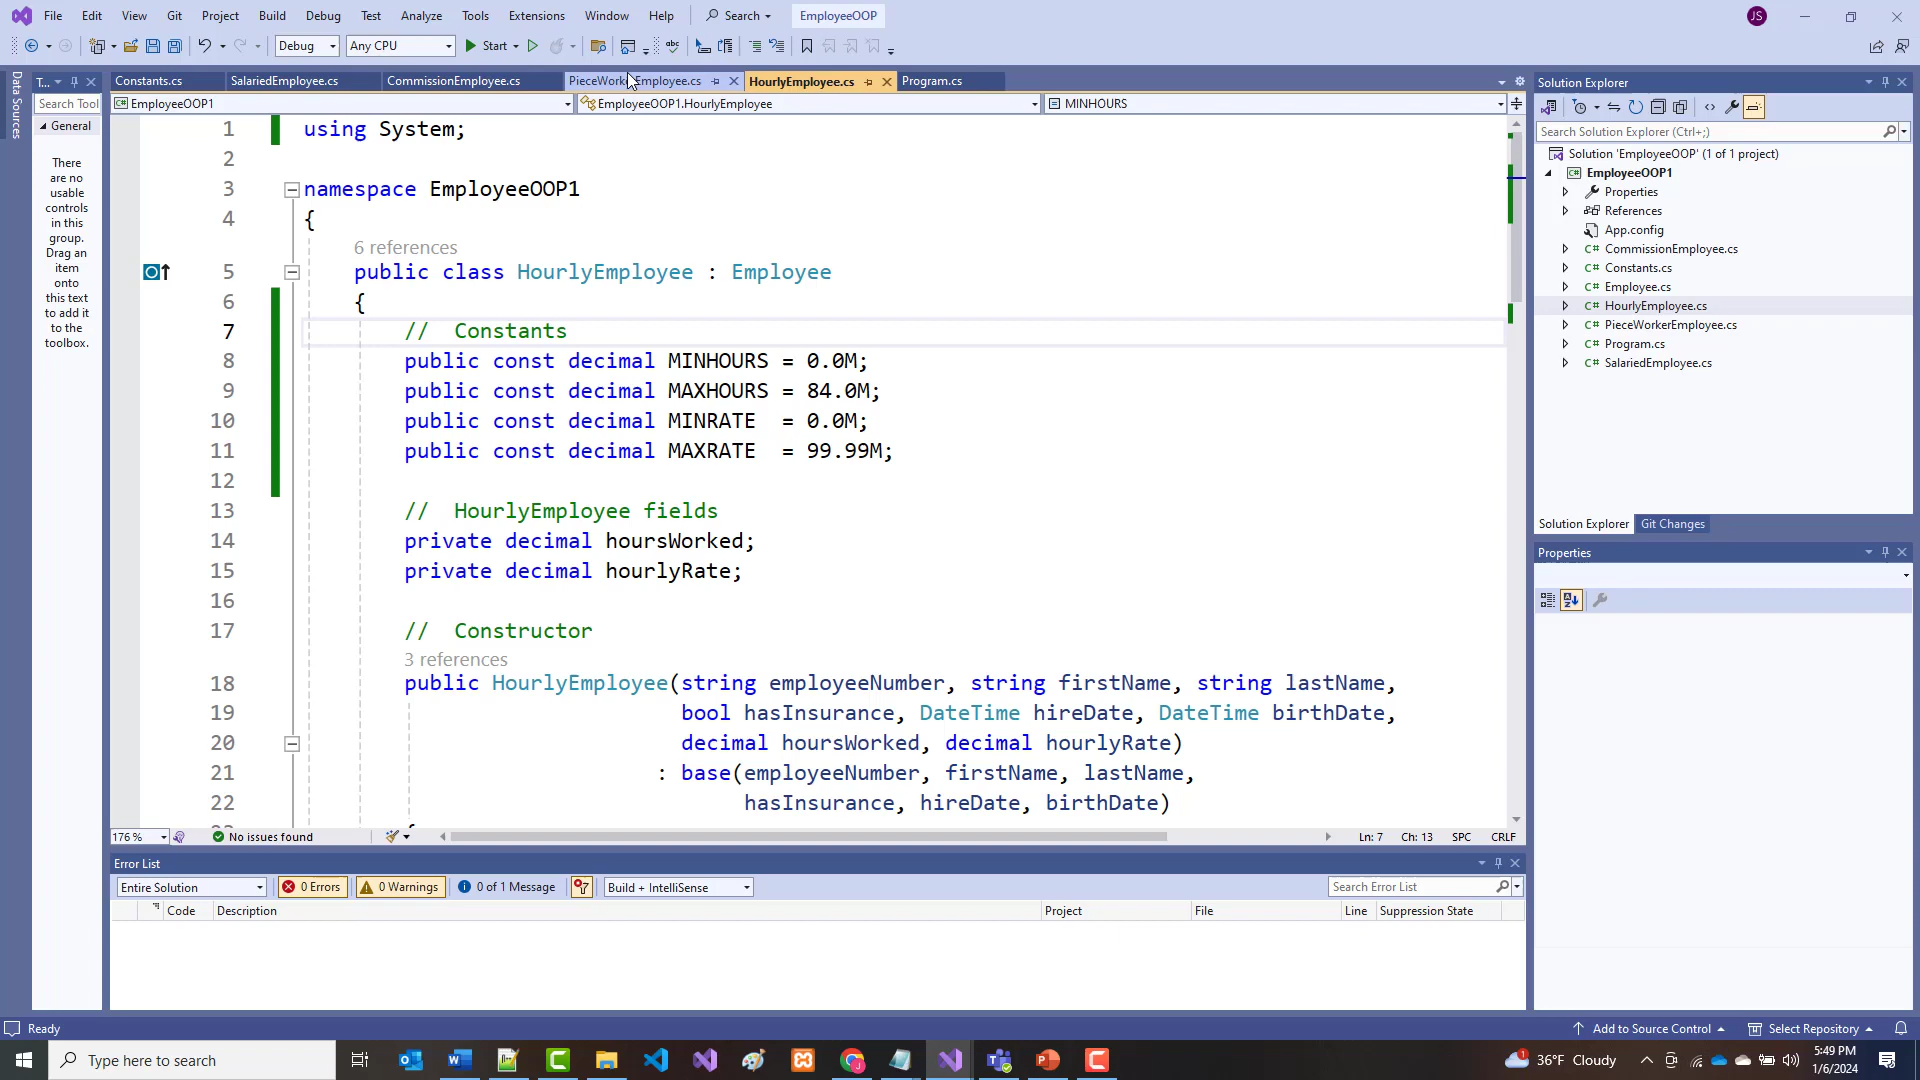 File Edit View Git Project Build Debug Test Analyze Tools Extensions Window Help Search EmployeeOOP JS
Debug Any CPU Start
Data Sources
T...
Constants.cs SalariedEmployee.cs CommissionEmployee.cs PieceWorkerEmployee.cs HourlyEmployee.cs Program.cs
Search Tool
EmployeeOOP1 EmployeeOOP1.HourlyEmployee MINHOURS
General
There
are no
usable
controls
in this
group.
Drag an
item
onto
this text
to add it
to the
toolbox.
1 using System;
2
3 namespace EmployeeOOP1
4 {
6 references
5 public class HourlyEmployee : Employee
6 {
7 // Constants
8 public const decimal MINHOURS = 0.0M;
9 public const decimal MAXHOURS = 84.0M;
10 public const decimal MINRATE = 0.0M;
11 public const decimal MAXRATE = 99.99M;
12
13 // HourlyEmployee fields
14 private decimal hoursWorked;
15 private decimal hourlyRate;
16
17 // Constructor
3 references
18 public HourlyEmployee(string employeeNumber, string firstName, string lastName,
19 bool hasInsurance, DateTime hireDate, DateTime birthDate,
20 decimal hoursWorked, decimal hourlyRate)
21 : base(employeeNumber, firstName, lastName,
22 hasInsurance, hireDate, birthDate)
176 % No issues found Ln: 7 Ch: 13 SPC CRLF
Error List
Entire Solution 0 Errors 0 Warnings 0 of 1 Message Build + IntelliSense Search Error List
Code Description Project File Line Suppression State
Solution Explorer
Search Solution Explorer (Ctrl+;)
Solution 'EmployeeOOP' (1 of 1 project)
EmployeeOOP1
Properties
References
App.config
C# CommissionEmployee.cs
C# Constants.cs
C# Employee.cs
C# HourlyEmployee.cs
C# PieceWorkerEmployee.cs
C# Program.cs
C# SalariedEmployee.cs
Solution Explorer Git Changes
Properties
Ready Add to Source Control Select Repository
Type here to search 36°F Cloudy 5:49 PM
1/6/2024